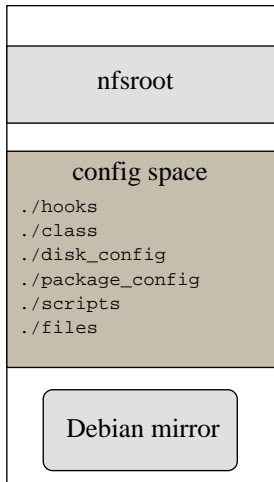 nfsroot
config space
./hooks
./class
./disk_config
./package_config
./scripts
./files
Debian mirror